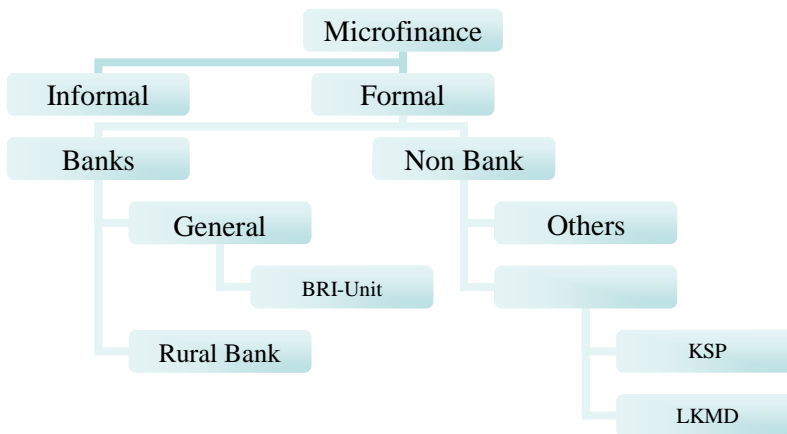 Microfinance
Informal
Formal
Banks
Non Bank
General
Others
BRI-Unit
Rural Bank
KSP
LKMD